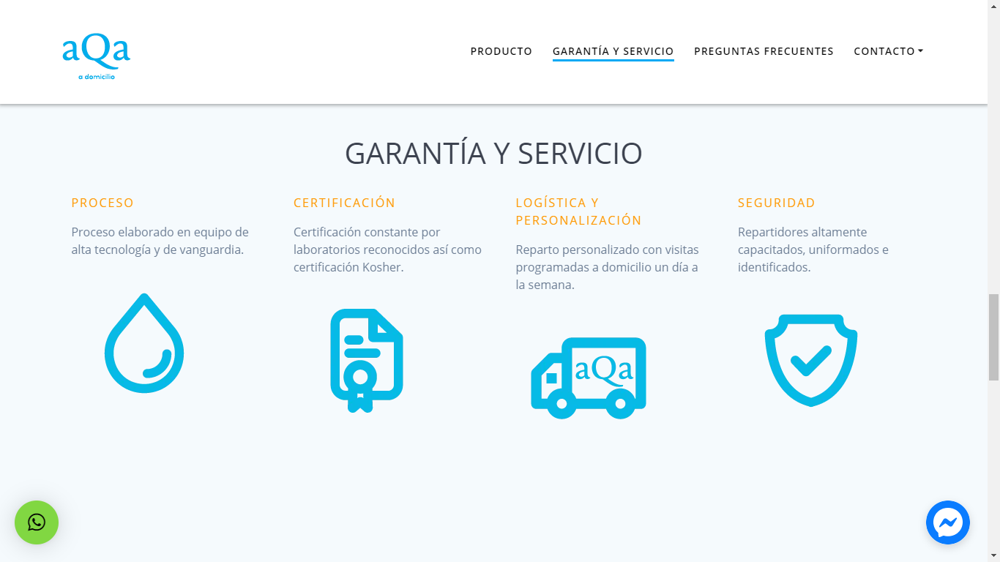 aQa
a domicilio
PRODUCTO
GARANTÍA Y SERVICIO
PREGUNTAS FRECUENTES
CONTACTO
GARANTÍA Y SERVICIO
PROCESO
Proceso elaborado en equipo de
alta tecnología y de vanguardia.
CERTIFICACIÓN
Certificación constante por
laboratorios reconocidos así como
certificación Kosher.
LOGÍSTICA Y
PERSONALIZACIÓN
Reparto personalizado con visitas
programadas a domicilio un día a
la semana.
aQa
SEGURIDAD
Repartidores altamente
capacitados, uniformados e
identificados.